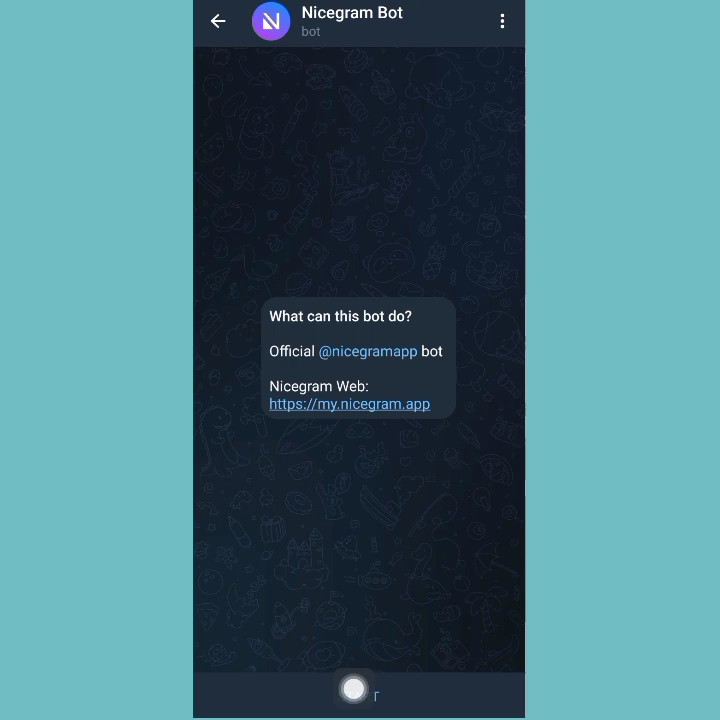 Nicegram Bot
bot
What can this bot do?
Official @nicegramapp bot
Nicegram Web:
https://my.nicegram.app